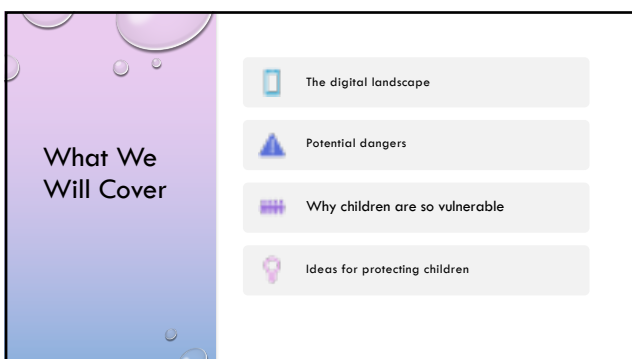 What We
Will Cover
The digital landscape
Potential dangers
Why children are so vulnerable
Ideas for protecting children